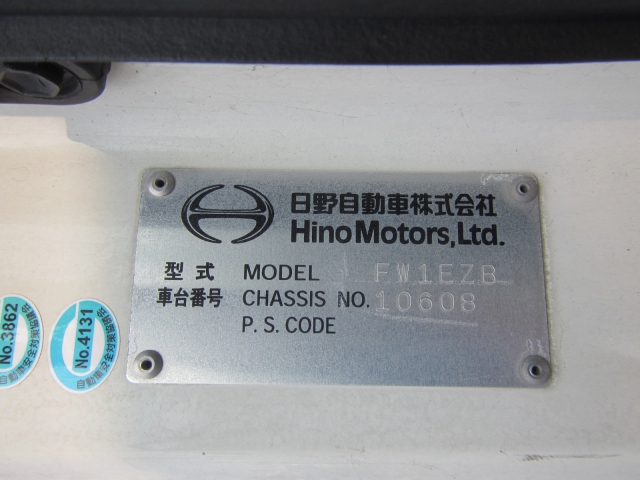 日野自動車株式会社
Hino Motors, Ltd.
型式 MODEL FW1EZB
車台番号 CHASSIS NO. 10608
P.S. CODE
No.3862
No.4131